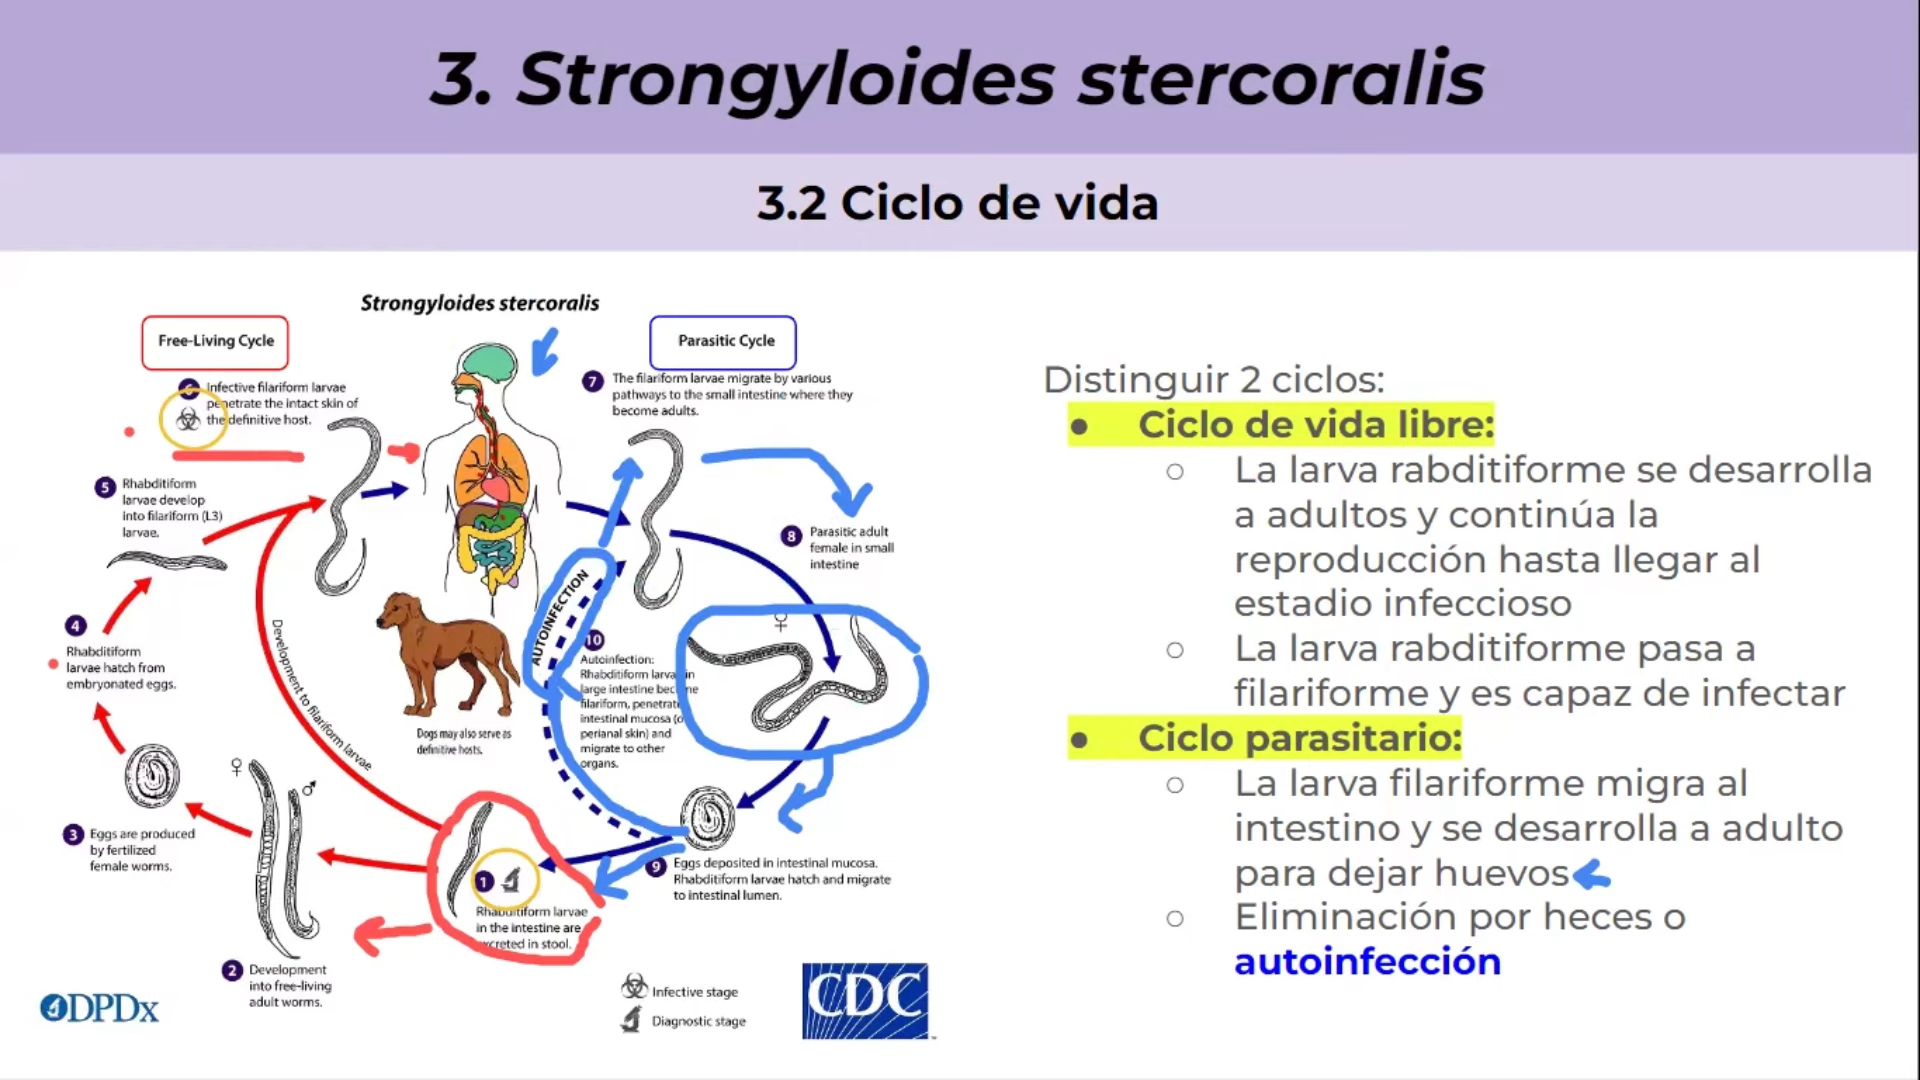 3. Strongyloides stercoralis
3.2 Ciclo de vida
Strongyloides stercoralis
Free-Living Cycle
Parasitic Cycle
6 Infective filariform larvae
penetrate the intact skin of
the definitive host.
7 The filariform larvae migrate by various
pathways to the small intestine where they
become adults.
5 Rhabditiform
larvae develop
into filariform (L3)
larvae.
8 Parasitic adult
female in small
intestine
4
Rhabditiform
larvae hatch from
embryonated eggs.
Development to filariform larvae
AUTOINFECTION
10
Autoinfection:
Rhabditiform larvae in
large intestine become
filariform, penetrate
intestinal mucosa (or
perianal skin) and
migrate to other
organs.
Dogs may also serve as
definitive hosts.
♀
♀
♂
3 Eggs are produced
by fertilized
female worms.
1
Rhabditiform larvae
in the intestine are
excreted in stool.
9 Eggs deposited in intestinal mucosa.
Rhabditiform larvae hatch and migrate
to intestinal lumen.
2 Development
into free-living
adult worms.
Infective stage
Diagnostic stage
DPDx
CDC
Distinguir 2 ciclos:
● Ciclo de vida libre:
○ La larva rabditiforme se desarrolla
a adultos y continúa la
reproducción hasta llegar al
estadio infeccioso
○ La larva rabditiforme pasa a
filariforme y es capaz de infectar
● Ciclo parasitario:
○ La larva filariforme migra al
intestino y se desarrolla a adulto
para dejar huevos
○ Eliminación por heces o
autoinfección